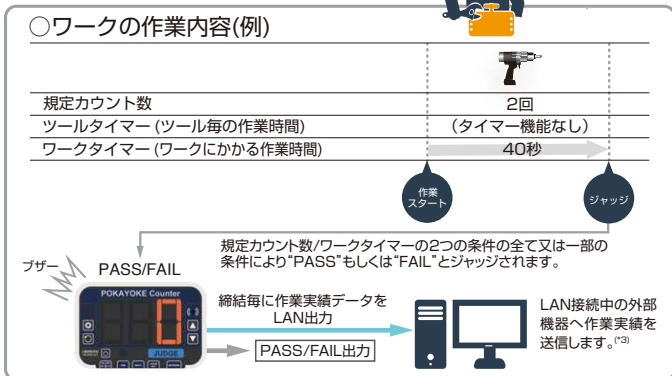 ○ワークの作業内容(例)
規定カウント数 2回
ツールタイマー (ツール毎の作業時間) (タイマー機能なし)
ワークタイマー (ワークにかかる作業時間) 40秒
作業
スタート
ジャッジ
規定カウント数/ワークタイマーの2つの条件の全て又は一部の
条件により“PASS”もしくは“FAIL”とジャッジされます。
ブザー
PASS/FAIL
POKAYOKE Counter
0
JUDGE
締結毎に作業実績データを
LAN出力
PASS/FAIL出力
LAN接続中の外部
機器へ作業実績を
送信します。(*3)